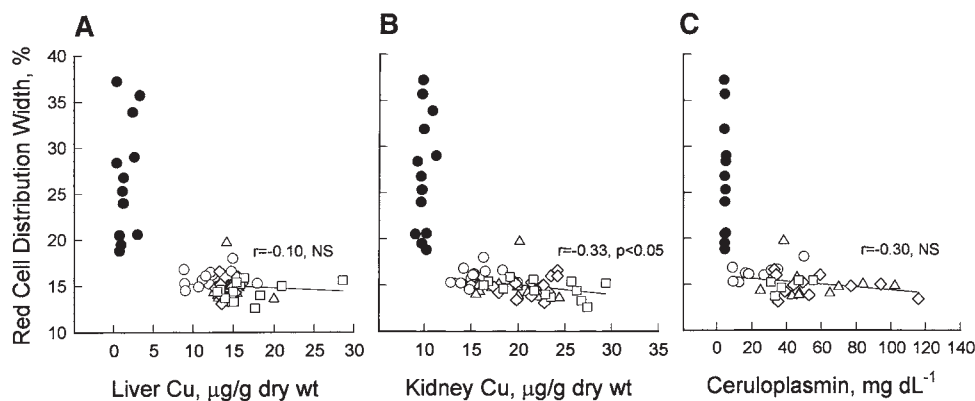 A
B
C
Red Cell Distribution Width, %
40
35
30
25
20
15
10
r=-0.10, NS
r=-0.33, p<0.05
r=-0.30, NS
0 5 10 15 20 25 30
10 15 20 25 30 35
0 20 40 60 80 100 120 140
Liver Cu, μg/g dry wt
Kidney Cu, μg/g dry wt
Ceruloplasmin, mg dL⁻¹